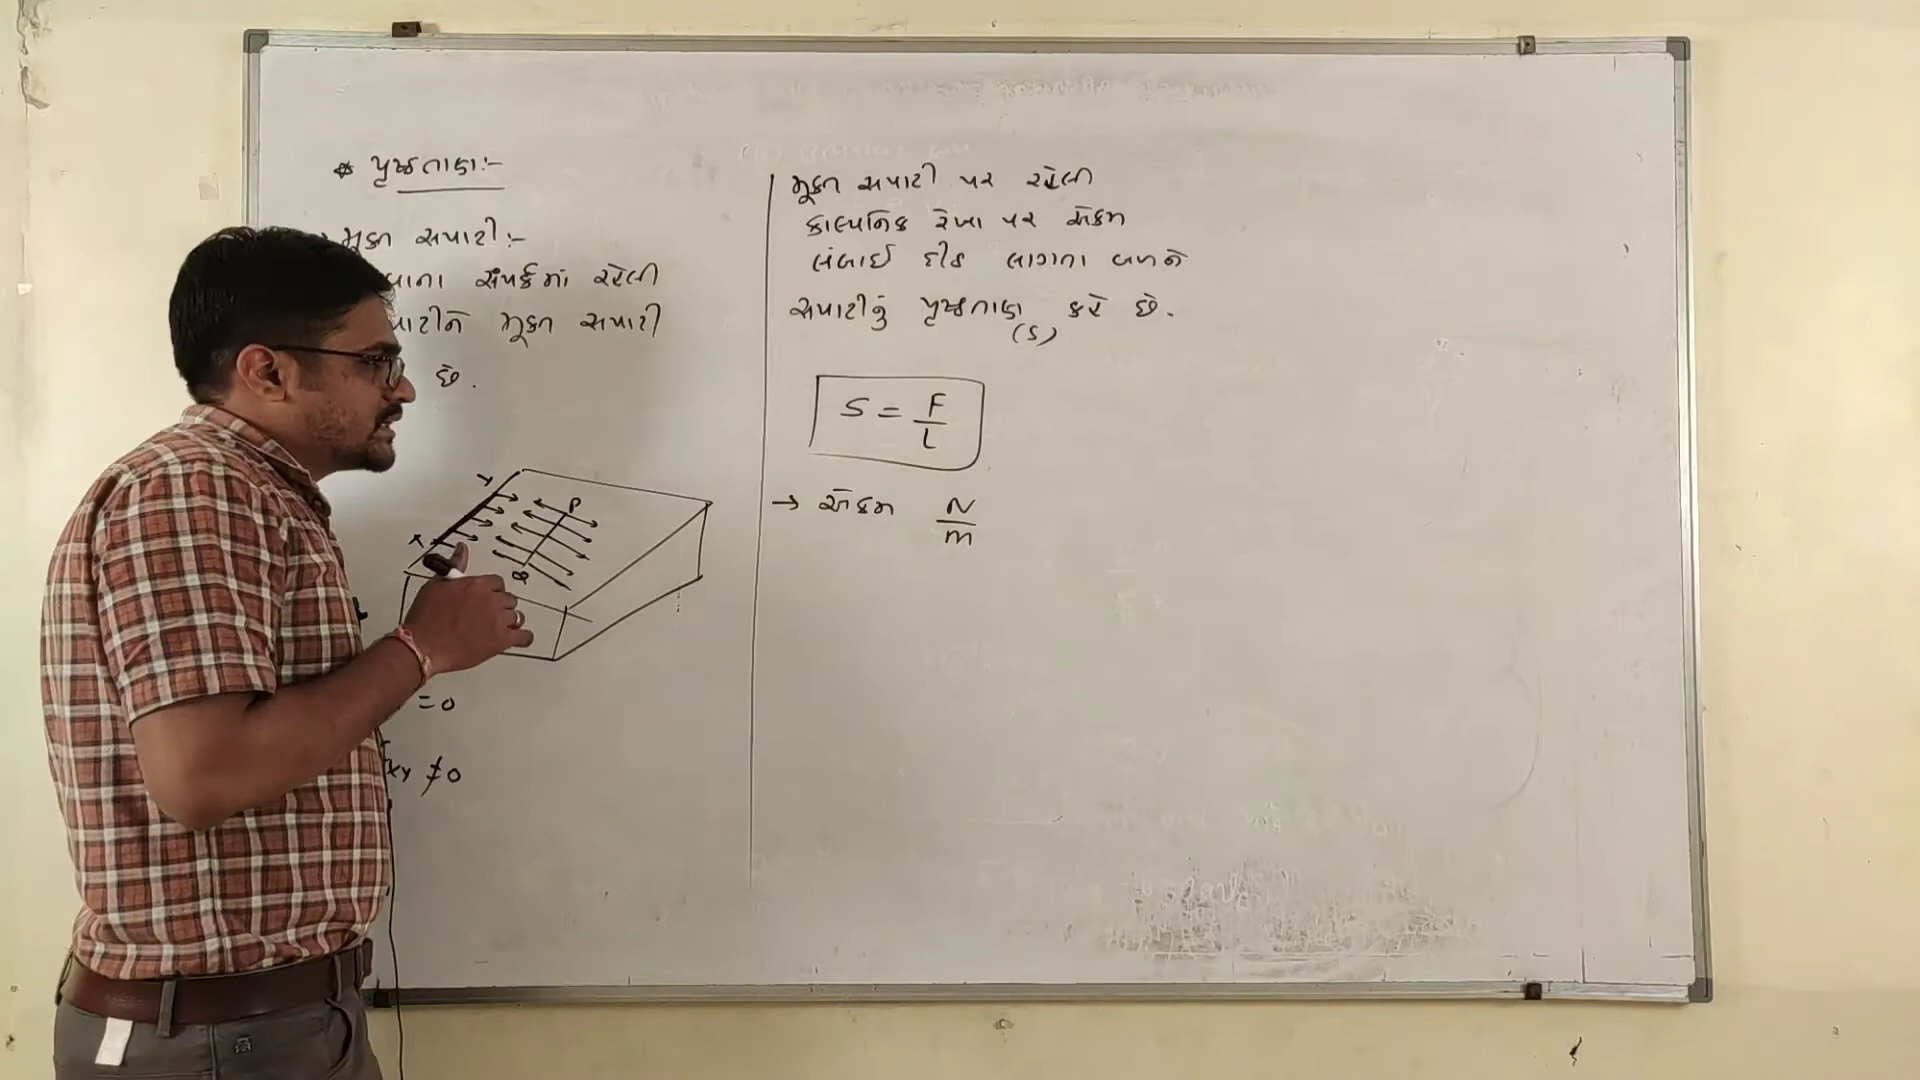 * પૃષ્ઠતાણ:-
મુક્ત સપાટી:-
સંપર્કમાં રહેલી
મુક્ત સપાટી
છે.
Y
P
X
Q
= 0
xy ≠ 0
મુક્ત સપાટી પર રહેલી
કાલ્પનિક રેખા પર એકમ
લંબાઈ દીઠ લાગતા બળને
સપાટીનું પૃષ્ઠતાણ કહે છે.
(S)
S = F/L
→ એકમ N/m